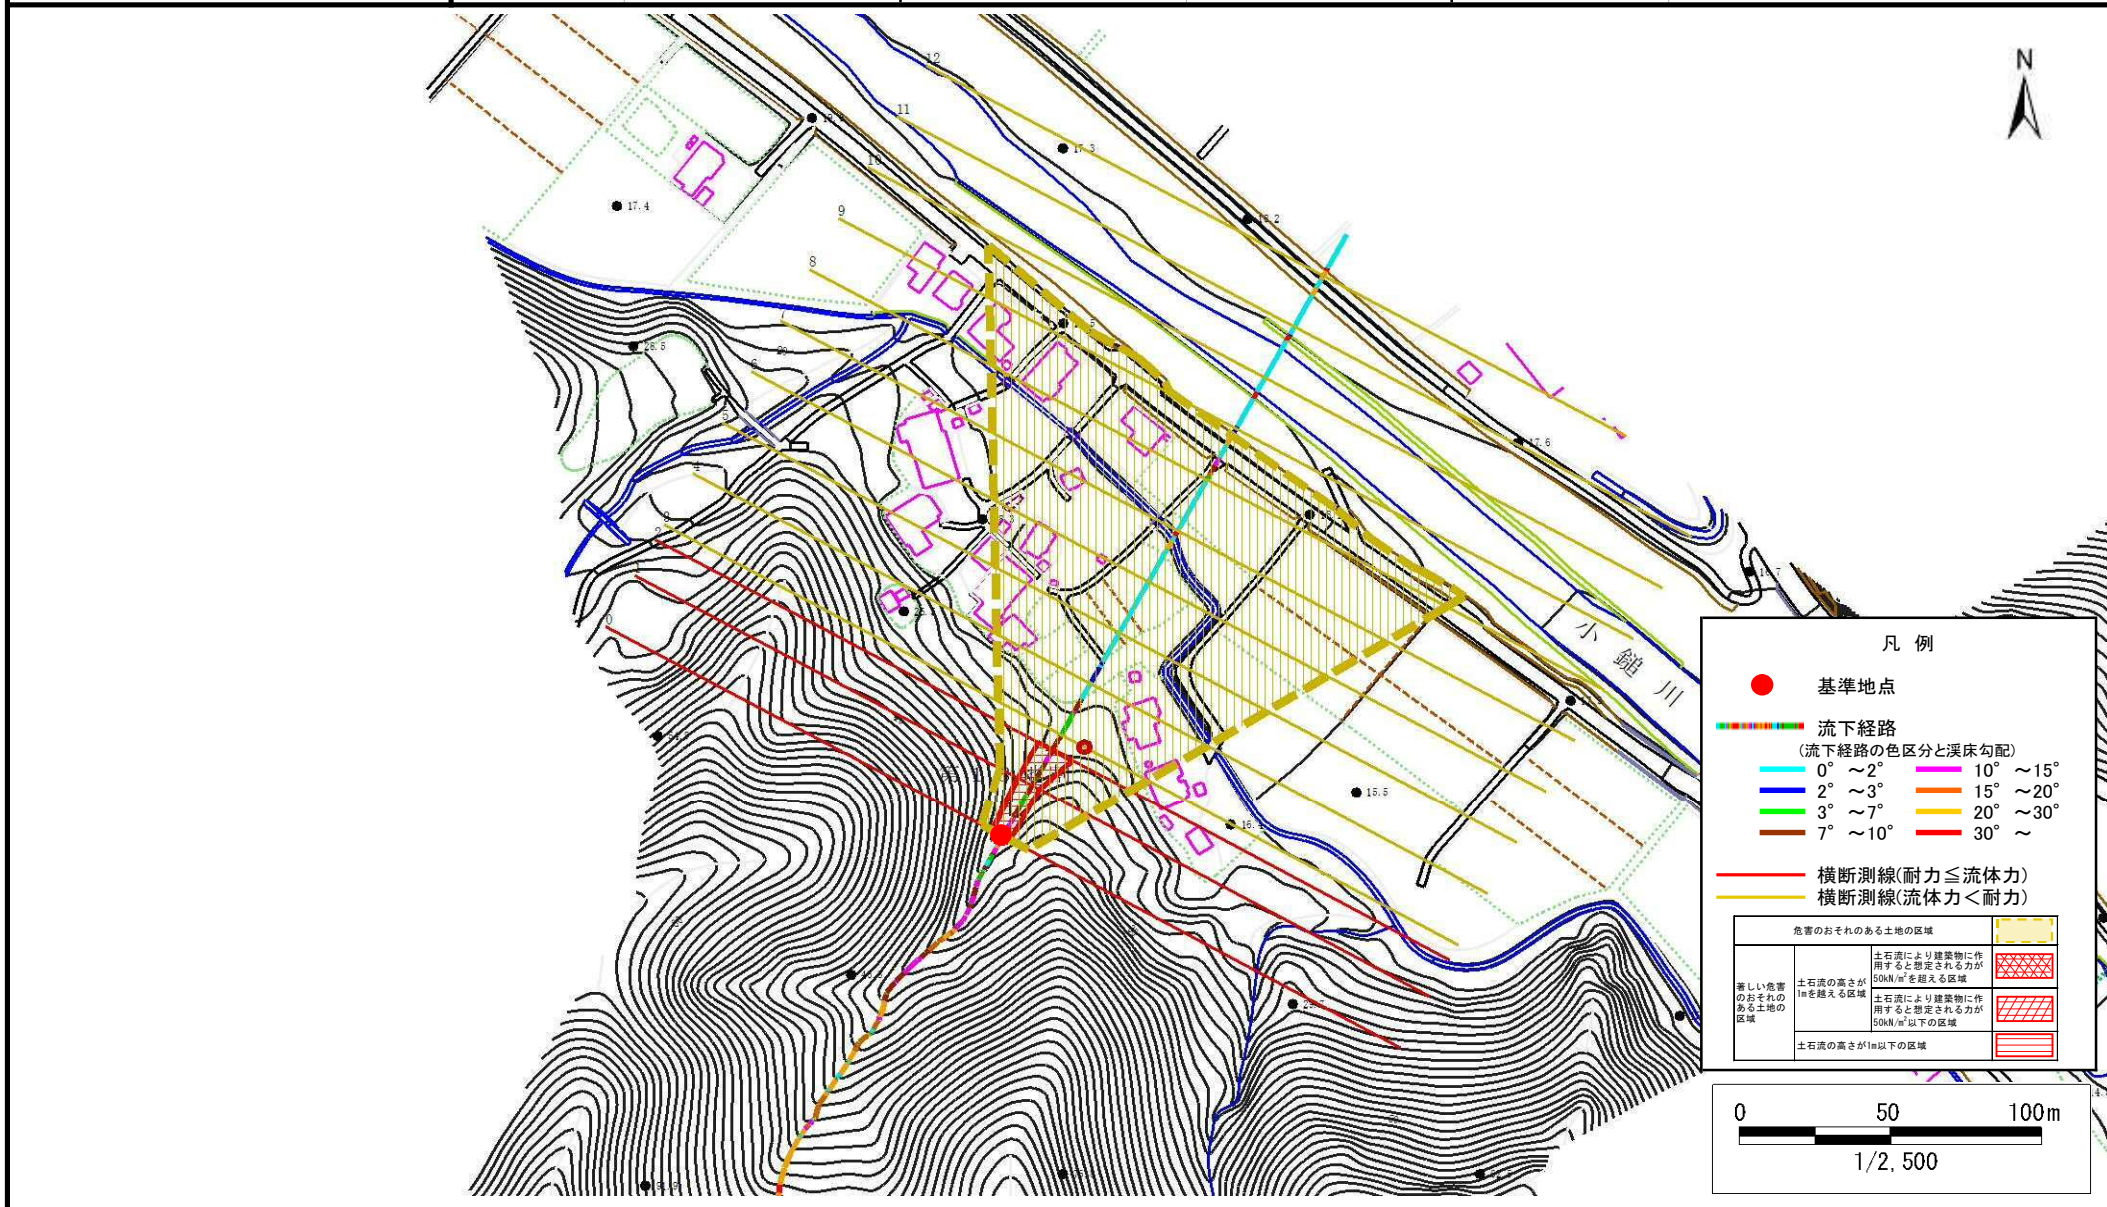 N
12
11
10
9
8
7
6
5
4
3
2
1
0
17.3
17.4
17.6
15.5
小鎚川
凡 例
基準地点
流下経路
(流下経路の色区分と渓床勾配)
0° ～2°
10° ～15°
2° ～3°
15° ～20°
3° ～7°
20° ～30°
7° ～10°
30° ～
横断測線(耐力≦流体力)
横断測線(流体力＜耐力)
危害のおそれのある土地の区域
著しい危害
のおそれの
ある土地の
区域
土石流の高さが
1mを越える区域
土石流により建築物に作
用すると想定される力が
50kN/m²を超える区域
土石流により建築物に作
用すると想定される力が
50kN/m²以下の区域
土石流の高さが1m以下の区域
0 50 100m
1/2,500